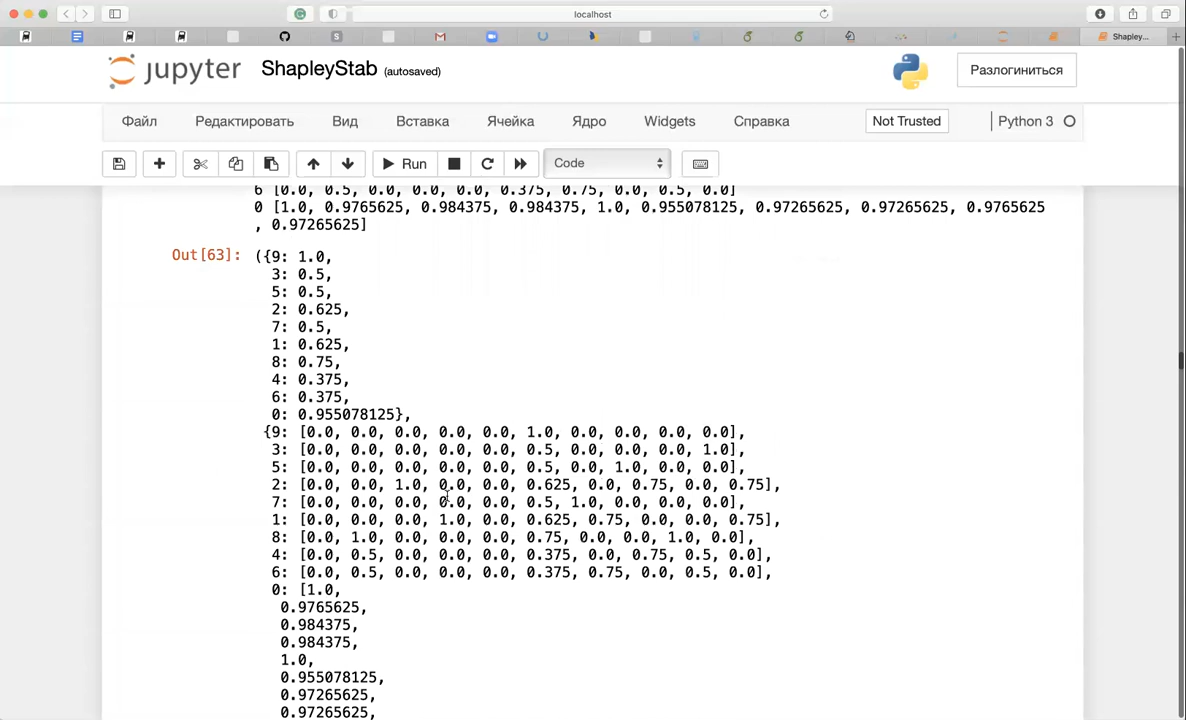 localhost
Shapley...
jupyter ShapleyStab (autosaved)
Разлогиниться
Файл Редактировать Вид Вставка Ячейка Ядро Widgets Справка Not Trusted Python 3
Run Code
6 [0.0, 0.5, 0.0, 0.0, 0.0, 0.375, 0.75, 0.0, 0.5, 0.0]
0 [1.0, 0.9765625, 0.984375, 0.984375, 1.0, 0.955078125, 0.97265625, 0.97265625, 0.9765625
, 0.97265625]
Out[63]: ({9: 1.0,
3: 0.5,
5: 0.5,
2: 0.625,
7: 0.5,
1: 0.625,
8: 0.75,
4: 0.375,
6: 0.375,
0: 0.955078125},
{9: [0.0, 0.0, 0.0, 0.0, 0.0, 1.0, 0.0, 0.0, 0.0, 0.0],
3: [0.0, 0.0, 0.0, 0.0, 0.0, 0.5, 0.0, 0.0, 0.0, 1.0],
5: [0.0, 0.0, 0.0, 0.0, 0.0, 0.5, 0.0, 1.0, 0.0, 0.0],
2: [0.0, 0.0, 1.0, 0.0, 0.0, 0.625, 0.0, 0.75, 0.0, 0.75],
7: [0.0, 0.0, 0.0, 0.0, 0.0, 0.5, 1.0, 0.0, 0.0, 0.0],
1: [0.0, 0.0, 0.0, 1.0, 0.0, 0.625, 0.75, 0.0, 0.0, 0.75],
8: [0.0, 1.0, 0.0, 0.0, 0.0, 0.75, 0.0, 0.0, 1.0, 0.0],
4: [0.0, 0.5, 0.0, 0.0, 0.0, 0.375, 0.0, 0.75, 0.5, 0.0],
6: [0.0, 0.5, 0.0, 0.0, 0.0, 0.375, 0.75, 0.0, 0.5, 0.0],
0: [1.0,
0.9765625,
0.984375,
0.984375,
1.0,
0.955078125,
0.97265625,
0.97265625,